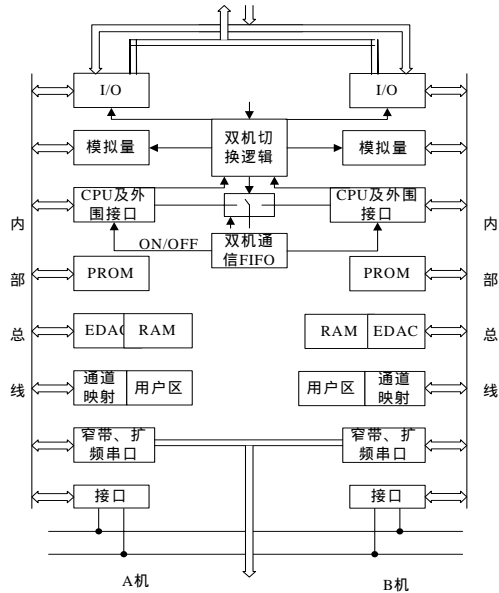 I/O
I/O
模拟量
双机切
换逻辑
模拟量
CPU及外
围接口
CPU及外围
接口
ON/OFF
双机通
信FIFO
PROM
PROM
EDAC
RAM
RAM
EDAC
通道
映射
用户区
用户区
通道
映射
窄带、扩
频串口
窄带、扩
频串口
接口
接口
内
部
总
线
内
部
总
线
A机
B机